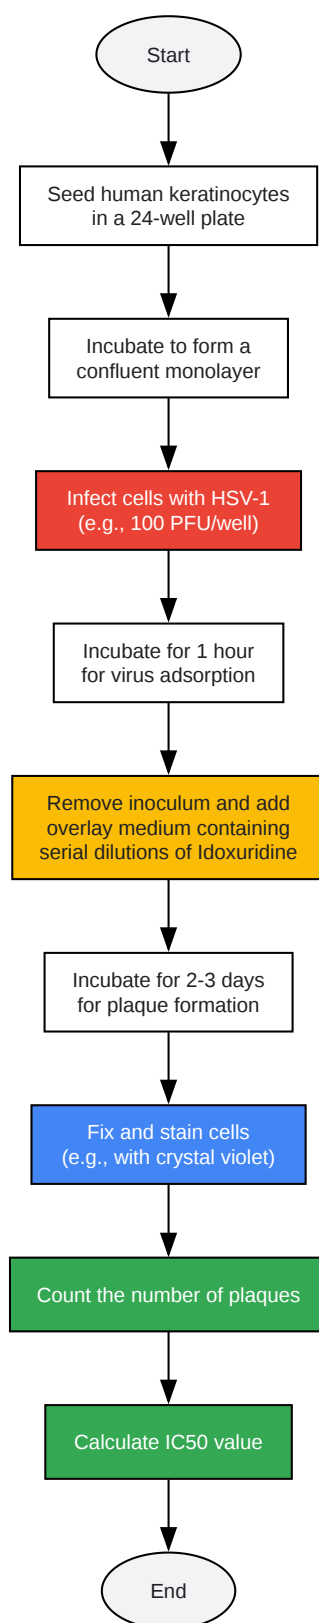 Start
Seed human keratinocytes
in a 24-well plate
Incubate to form a
confluent monolayer
Infect cells with HSV-1
(e.g., 100 PFU/well)
Incubate for 1 hour
for virus adsorption
Remove inoculum and add
overlay medium containing
serial dilutions of Idoxuridine
Incubate for 2-3 days
for plaque formation
Fix and stain cells
(e.g., with crystal violet)
Count the number of plaques
Calculate IC50 value
End